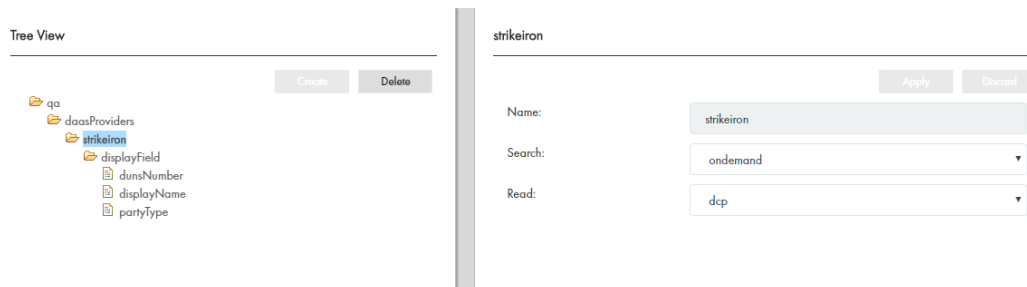 Tree View
Create
Delete
qa
daasProviders
strikeiron
displayField
dunsNumber
displayName
partyType
strikeiron
Apply
Discard
Name:
strikeiron
Search:
ondemand
Read:
dcp